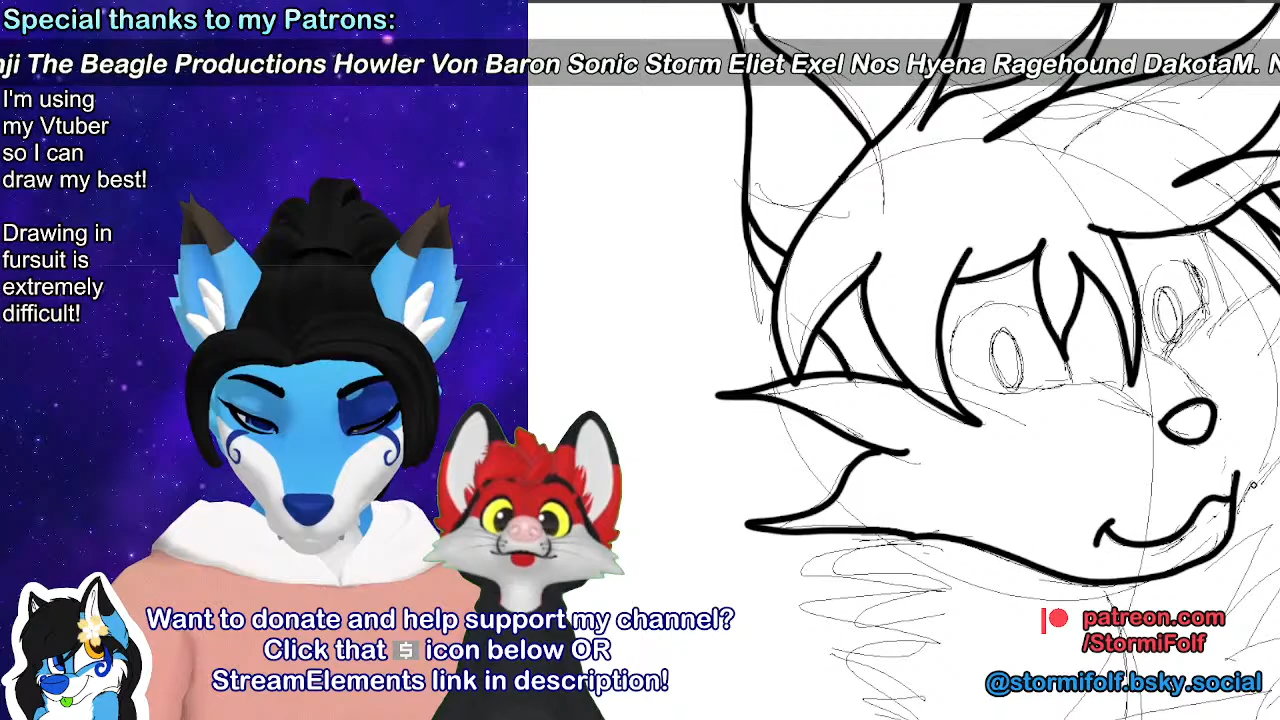 Special thanks to my Patrons:
The Beagle Productions Howler Von Baron Sonic Storm Eliet Exel Nos Hyena Ragehound DakotaM.
I'm using
my Vtuber
so I can
draw my best!
Drawing in
fursuit is
extremely
difficult!
Want to donate and help support my channel?
Click that $ icon below OR
StreamElements link in description!
patreon.com
/StormiFolf
@stormifolf.bsky.social